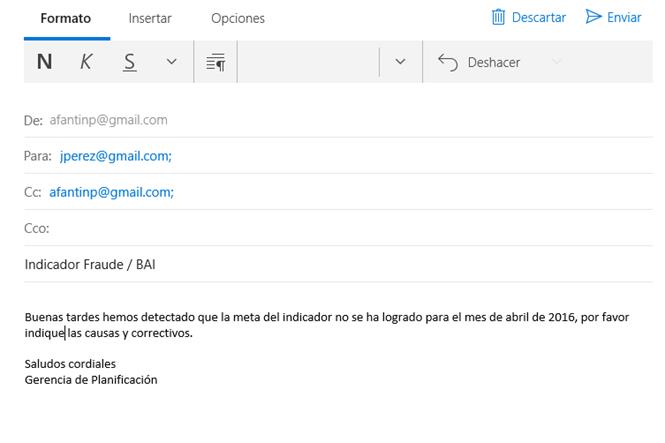 Formato Insertar Opciones Descartar Enviar
N K S Deshacer
De: afantinp@gmail.com
Para: jperez@gmail.com;
Cc: afantinp@gmail.com;
Cco:
Indicador Fraude / BAI
Buenas tardes hemos detectado que la meta del indicador no se ha logrado para el mes de abril de 2016, por favor
indique las causas y correctivos.
Saludos cordiales
Gerencia de Planificación